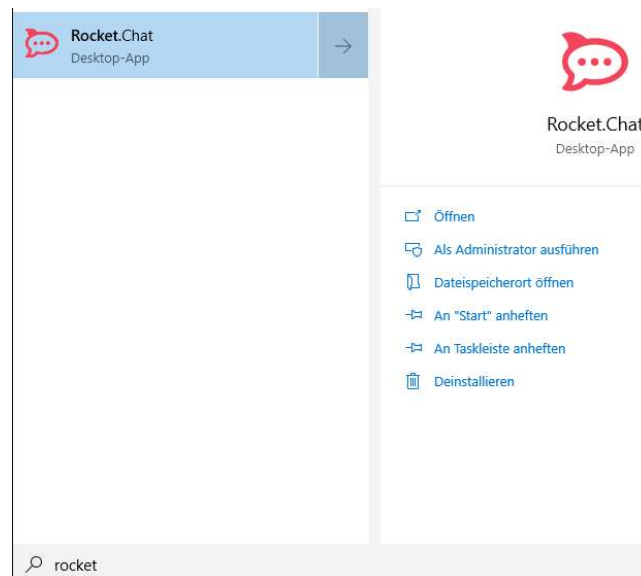 Rocket.Chat
Desktop-App
Rocket.Chat
Desktop-App
Öffnen
Als Administrator ausführen
Dateispeicherort öffnen
An "Start" anheften
An Taskleiste anheften
Deinstallieren
rocket